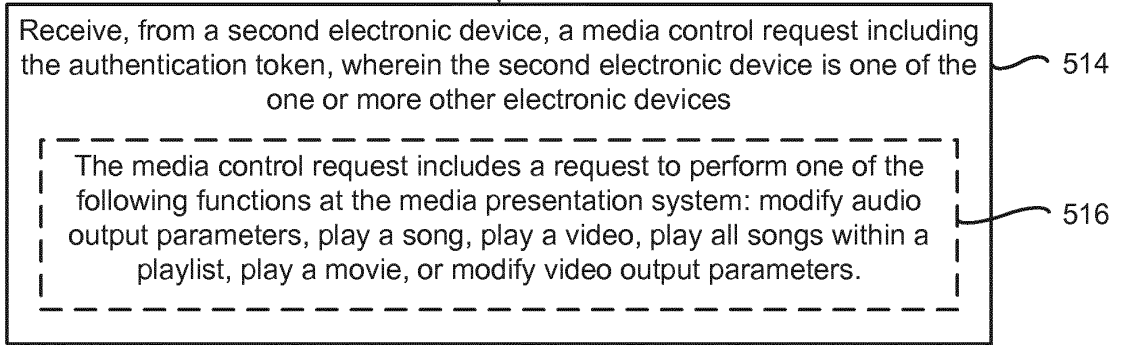 Receive, from a second electronic device, a media control request including
the authentication token, wherein the second electronic device is one of the
one or more other electronic devices
514
The media control request includes a request to perform one of the
following functions at the media presentation system: modify audio
output parameters, play a song, play a video, play all songs within a
playlist, play a movie, or modify video output parameters.
516